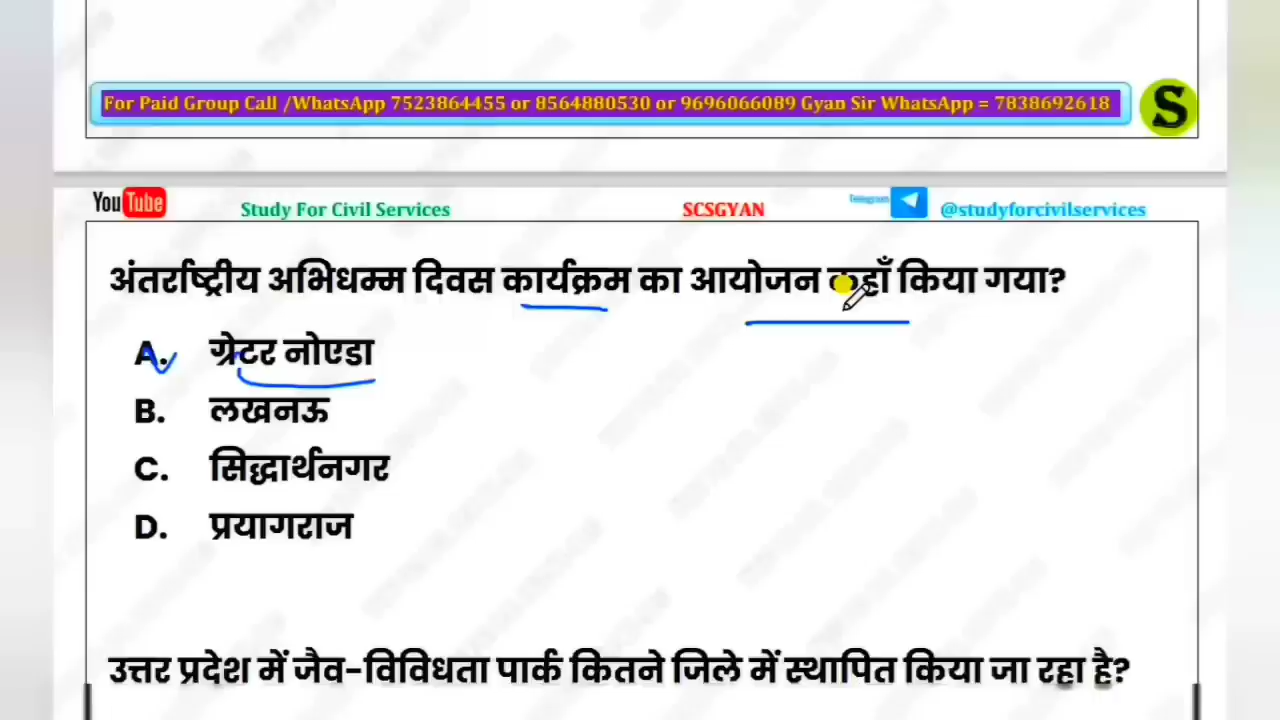 For Paid Group Call /WhatsApp 7523864455 or 8564880530 or 9696066089 Gyan Sir WhatsApp = 7838692618
S
YouTube
Study For Civil Services
SCSGYAN
Telegram
@studyforcivilservices
अंतर्राष्ट्रीय अभिधम्म दिवस कार्यक्रम का आयोजन कहाँ किया गया?
A. ग्रेटर नोएडा
B. लखनऊ
C. सिद्धार्थनगर
D. प्रयागराज
उत्तर प्रदेश में जैव-विविधता पार्क कितने जिले में स्थापित किया जा रहा है?